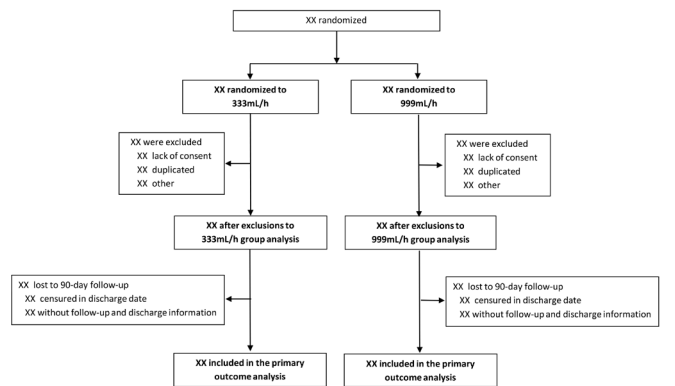 XX randomized
XX randomized to
333mL/h
XX randomized to
999mL/h
XX were excluded
XX lack of consent
XX duplicated
XX other
XX were excluded
XX lack of consent
XX duplicated
XX other
XX after exclusions to
333mL/h group analysis
XX after exclusions to
999mL/h group analysis
XX lost to 90-day follow-up
XX censured in discharge date
XX without follow-up and discharge information
XX lost to 90-day follow-up
XX censured in discharge date
XX without follow-up and discharge information
XX included in the primary
outcome analysis
XX included in the primary
outcome analysis